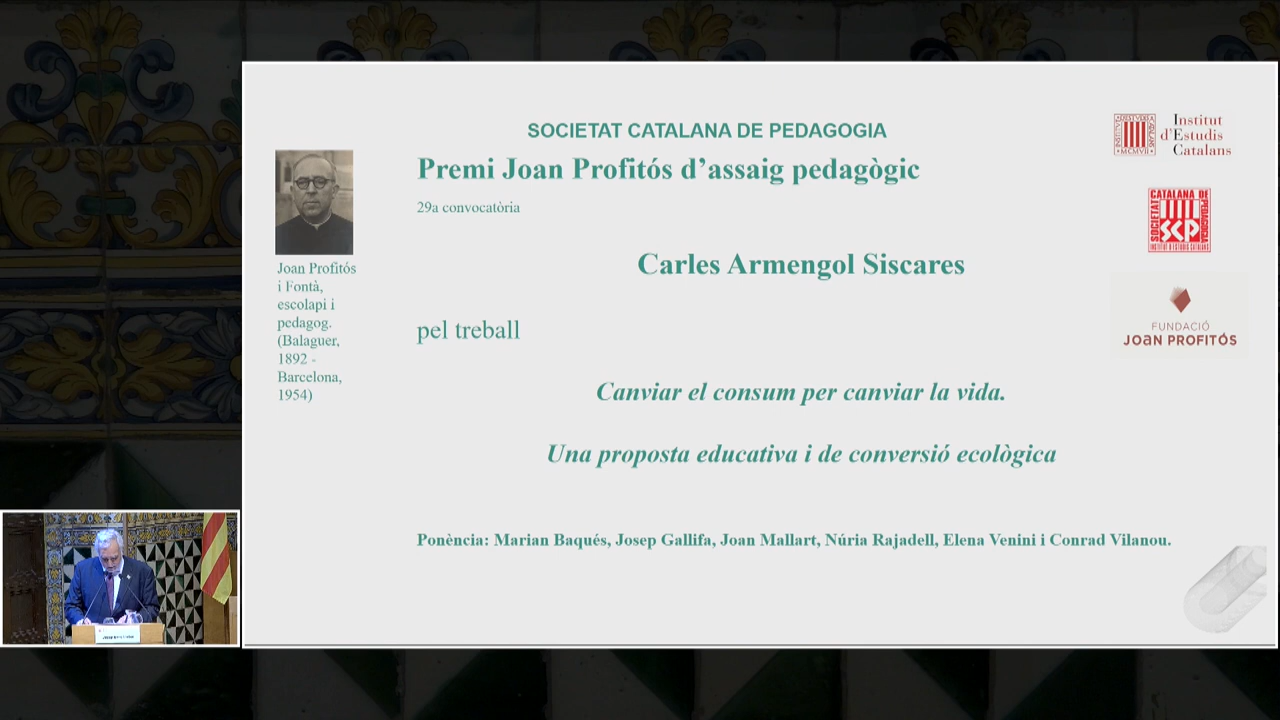 SOCIETAT CATALANA DE PEDAGOGIA
Premi Joan Profitós d'assaig pedagògic
29a convocatòria
Carles Armengol Siscares
pel treball
Canviar el consum per canviar la vida.
Una proposta educativa i de conversió ecològica
Ponència: Marian Baqués, Josep Gallifa, Joan Mallart, Núria Rajadell, Elena Venini i Conrad Vilanou.
Joan Profitós
i Fontà,
escolapi i
pedagog.
(Balaguer,
1892 -
Barcelona,
1954)
Institut
d'Estudis
Catalans
SOCIETAT
CATALANA DE
PEDAGOGIA
SCP
INSTITUT D'ESTUDIS CATALANS
FUNDACIÓ
JOAN PROFITÓS